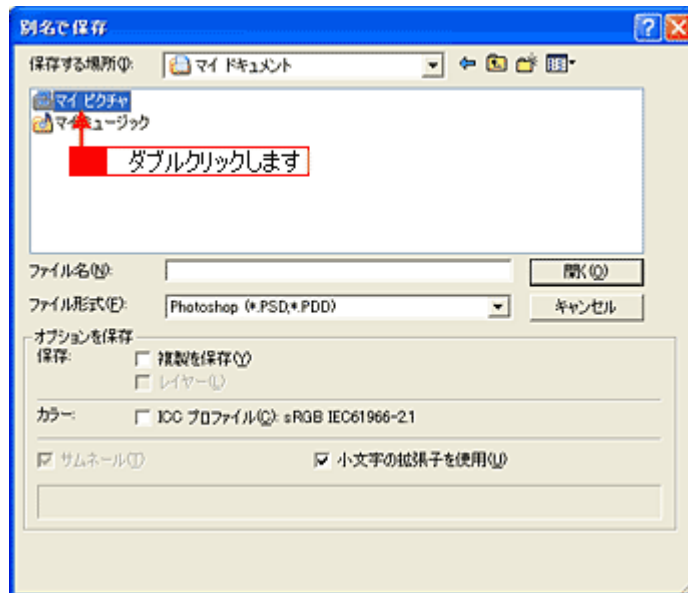 別名で保存
保存する場所(I): マイ ドキュメント
マイ ピクチャ
マイ ミュージック
ダブルクリックします
ファイル名(N): 開く(O)
ファイル形式(F): Photoshop (*.PSD,*.PDD) キャンセル
オプションを保存
保存: 複製を保存(Y)
レイヤー(L)
カラー: ICC プロファイル(C): sRGB IEC61966-2.1
サムネール(T) 小文字の拡張子を使用(U)